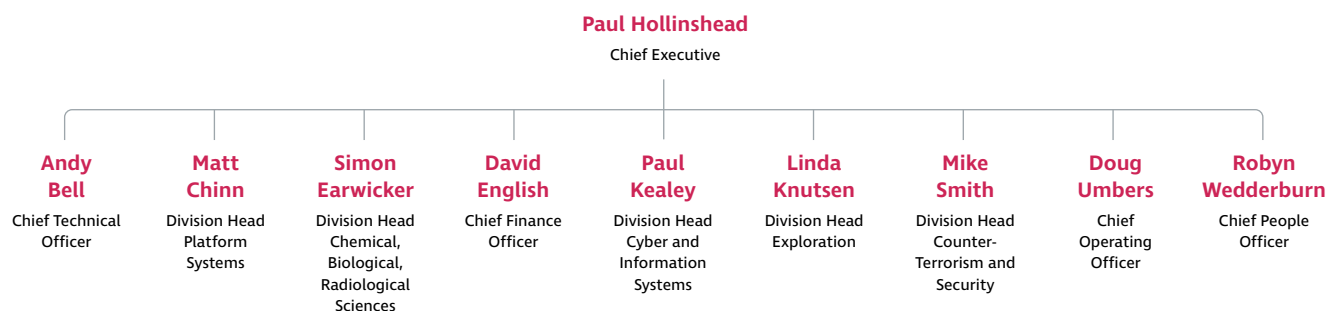 Paul Hollinshead
Chief Executive
Andy
Bell
Chief Technical
Officer
Matt
Chinn
Division Head
Platform
Systems
Simon
Earwicker
Division Head
Chemical,
Biological,
Radiological
Sciences
David
English
Chief Finance
Officer
Paul
Kealey
Division Head
Cyber and
Information
Systems
Linda
Knutsen
Division Head
Exploration
Mike
Smith
Division Head
Counter-
Terrorism and
Security
Doug
Umbers
Chief
Operating
Officer
Robyn
Wedderburn
Chief People
Officer